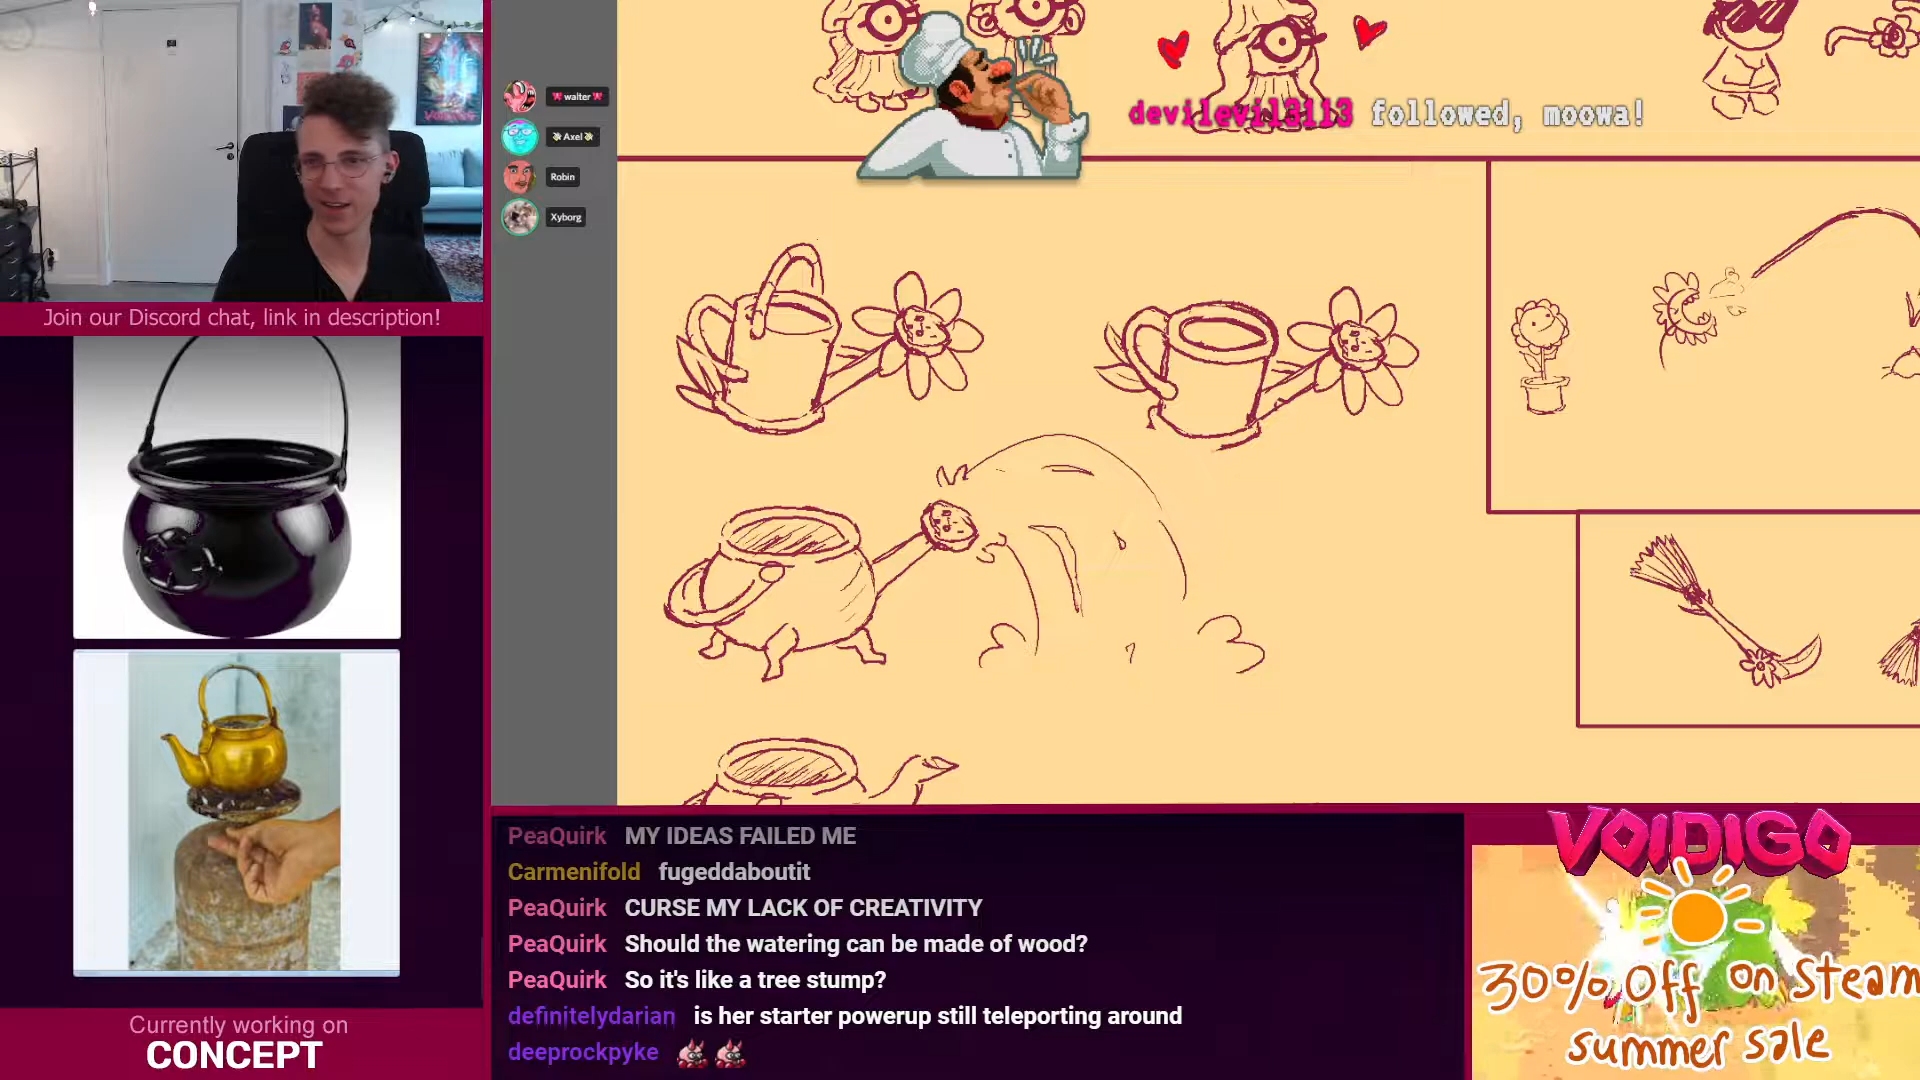 walter
Axel
Robin
Xyborg
devilevil3113 followed, moowa!
Join our Discord chat, link in description!
PeaQuirk MY IDEAS FAILED ME
Carmenifold fugeddaboutit
PeaQuirk CURSE MY LACK OF CREATIVITY
PeaQuirk Should the watering can be made of wood?
PeaQuirk So it's like a tree stump?
definitelydarian is her starter powerup still teleporting around
deeprockpyke
Currently working on
CONCEPT
VOIDIGO
30% off on Steam
summer sale